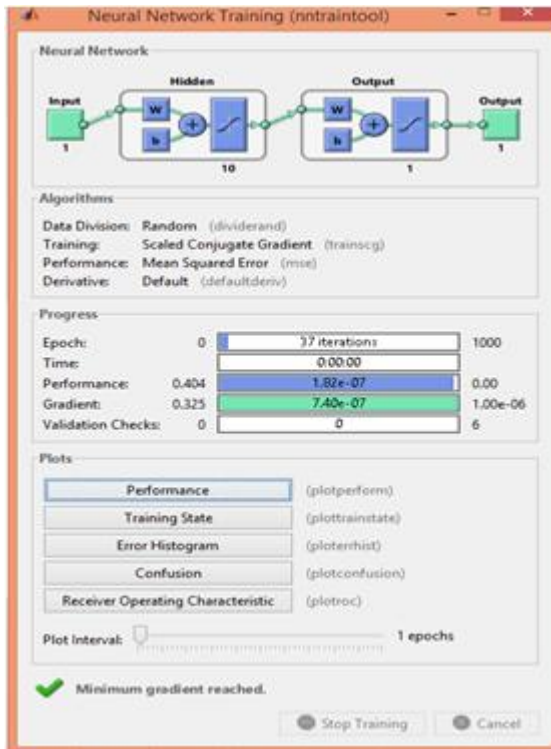 Neural Network Training (nntraintool)
Neural Network
Hidden Output
Input Output
W W
b b
1 10 1 1
Algorithms
Data Division: Random (dividerand)
Training: Scaled Conjugate Gradient (trainscg)
Performance: Mean Squared Error (mse)
Derivative: Default (defaultderiv)
Progress
Epoch: 0 37 iterations 1000
Time: 0:00:00
Performance: 0.404 1.82e-07 0.00
Gradient: 0.325 7.40e-07 1.00e-06
Validation Checks: 0 0 6
Plots
Performance (plotperform)
Training State (plottrainstate)
Error Histogram (ploterrhist)
Confusion (plotconfusion)
Receiver Operating Characteristic (plotroc)
Plot Interval: 1 epochs
Minimum gradient reached.
Stop Training Cancel